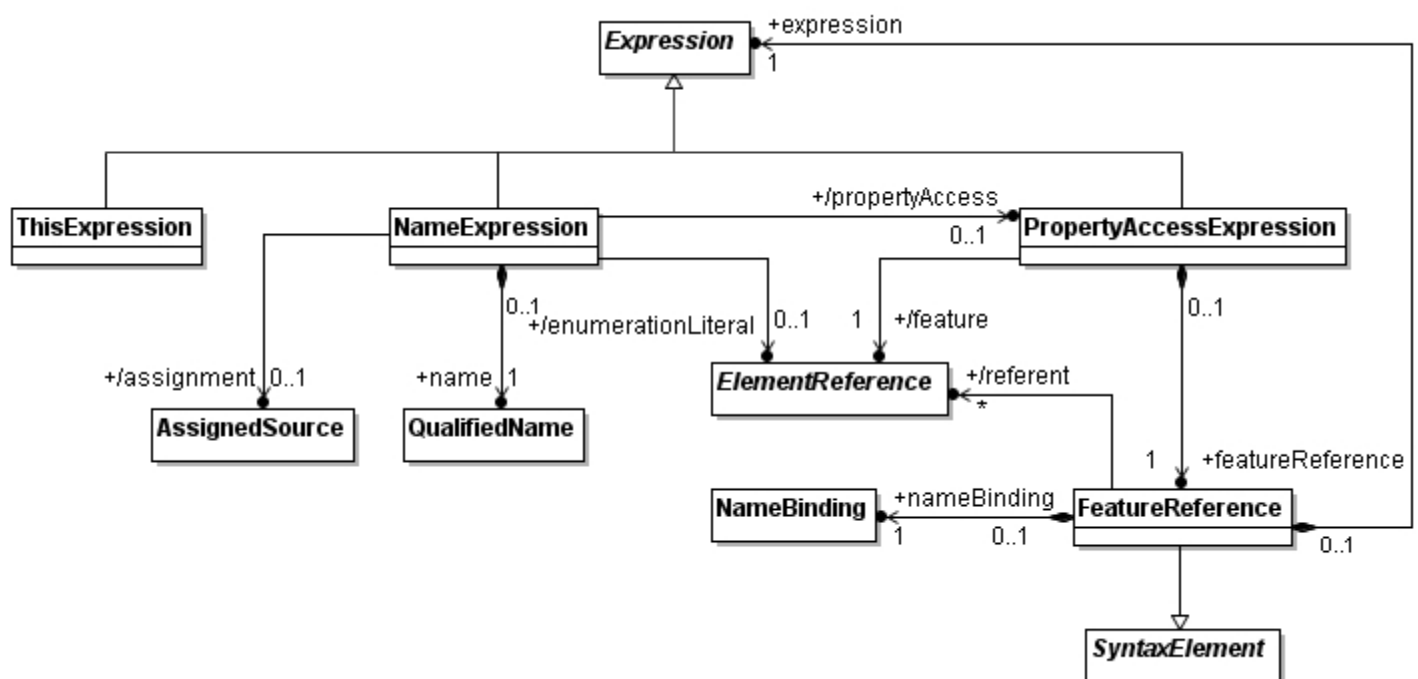 +expression
Expression
1
+/propertyAccess
ThisExpression
NameExpression
PropertyAccessExpression
0..1
0..1
0..1
+/enumerationLiteral
0..1
1
+/feature
+/assignment
0..1
+name
1
ElementReference
+/referent
*
AssignedSource
QualifiedName
1
+featureReference
NameBinding
+nameBinding
FeatureReference
1
0..1
0..1
SyntaxElement